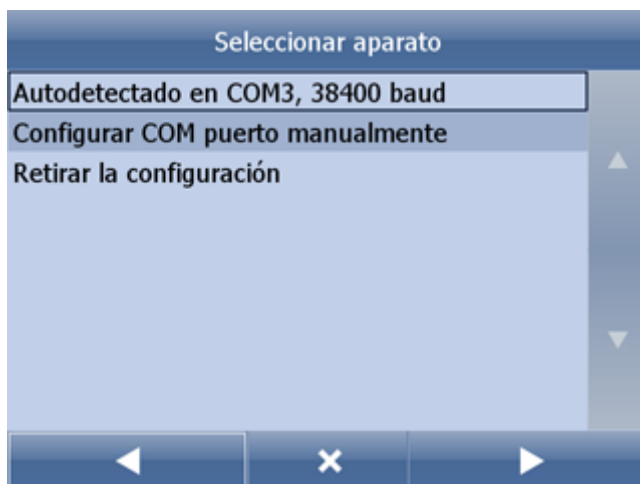 Seleccionar aparato
Autodetectado en COM3, 38400 baud
Configurar COM puerto manualmente
Retirar la configuración